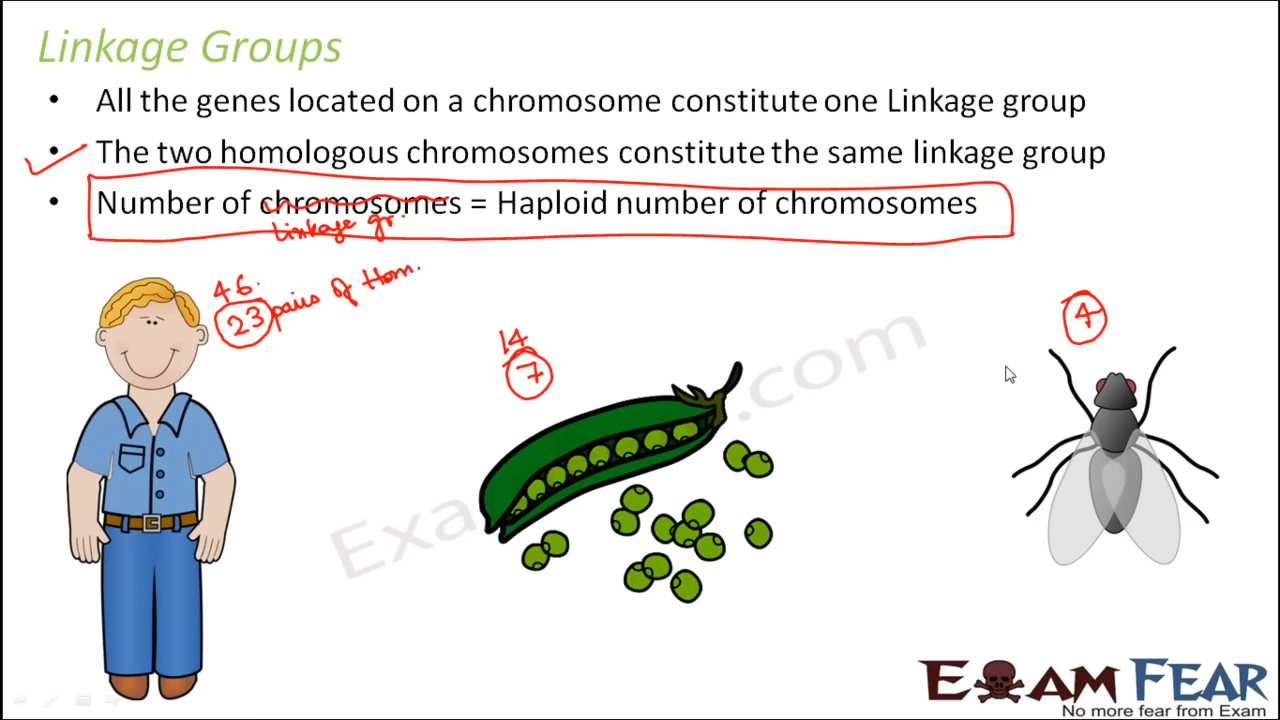 Linkage Groups
• All the genes located on a chromosome constitute one Linkage group
• The two homologous chromosomes constitute the same linkage group
• Number of chromosomes = Haploid number of chromosomes
Linkage gr.
46.
23 pairs of Hom.
14
7
4
Exa .com
EXAM FEAR
No more fear from Exam